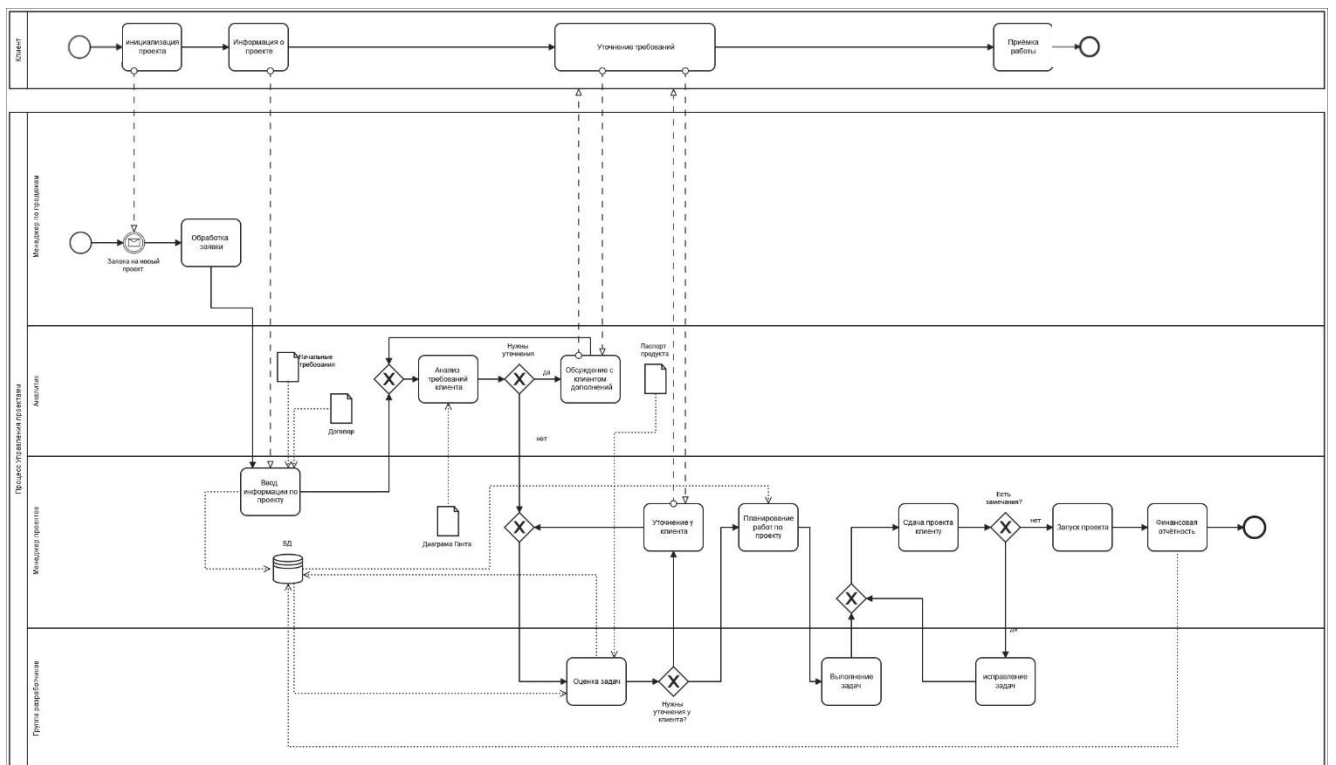 Клиент
инициализация
проекта
Информация о
проекте
Уточнение требований
Приёмка
работы
Процесс Управления проектами
Менеджер по продажам
Заявка на новый
проект
Обработка
заявки
Аналитик
Начальные
требования
Договор
Анализ
требований
клиента
Нужны
уточнения
да
нет
Обсуждение с
клиентом
дополнений
Паспорт
продукта
Менеджер проектов
Ввод
информации по
проекту
БД
Диаграма Ганта
Уточнение у
клиента
Планирование
работ по
проекту
Сдача проекта
клиенту
Есть
замечания?
нет
да
Запуск проекта
Финансовая
отчётность
Группа разработчиков
Оценка задач
Нужны
уточнения у
клиента?
Выполнение
задач
исправление
задач